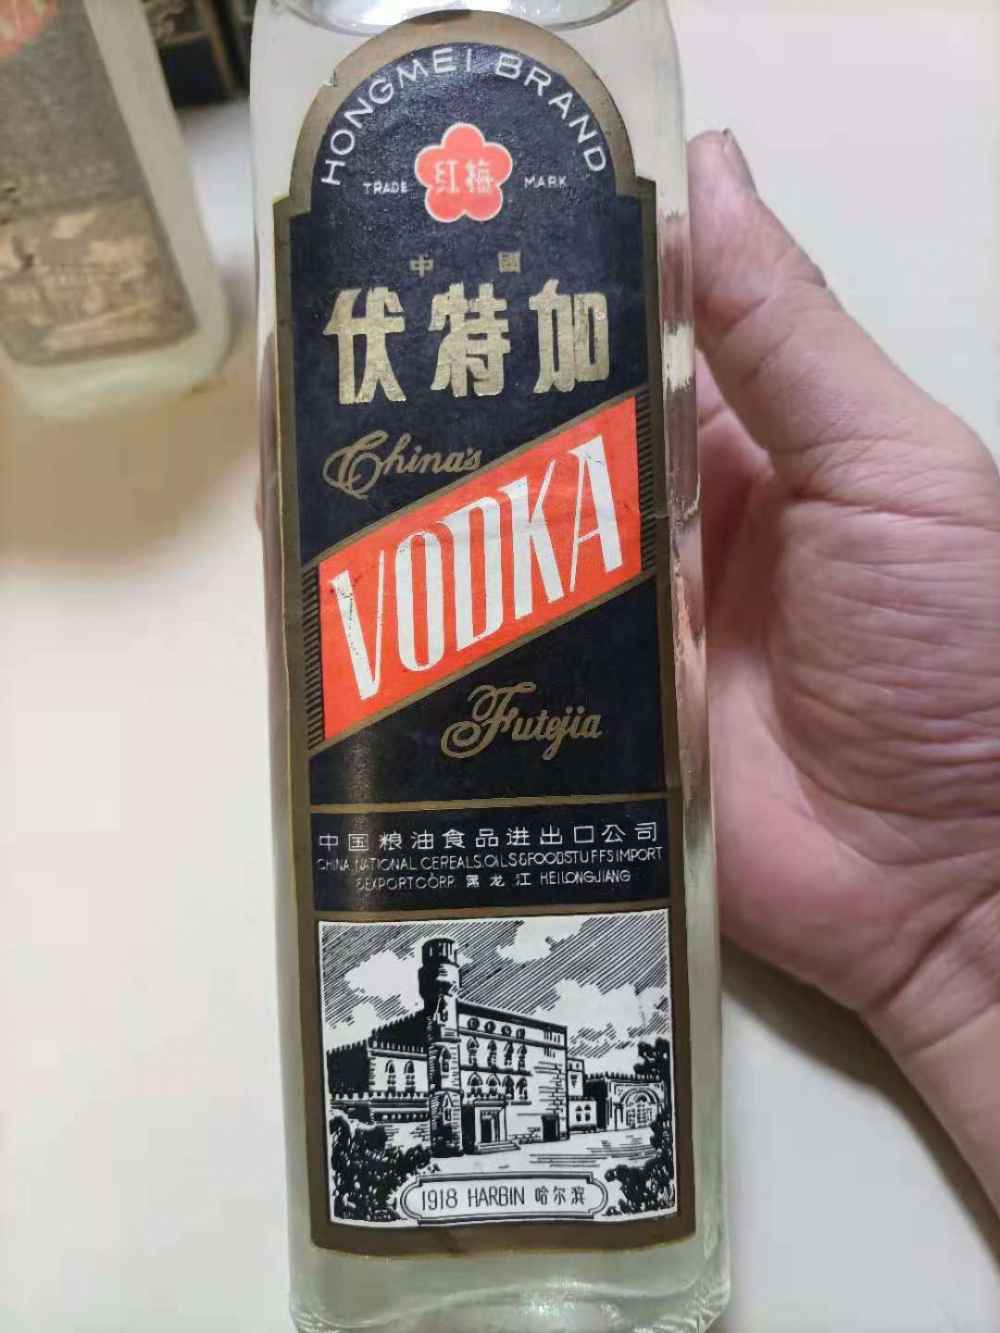 HONGMEI BRAND
TRADE 红梅 MARK
中國
伏特加
China's
VODKA
Futejia
中国粮油食品进出口公司
CHINA NATIONAL CEREALS.OILS&FOODSTUFFS IMPORT
&EXPORT CORP. 黑龙江 HEILONGJIANG
1918 HARBIN 哈尔滨